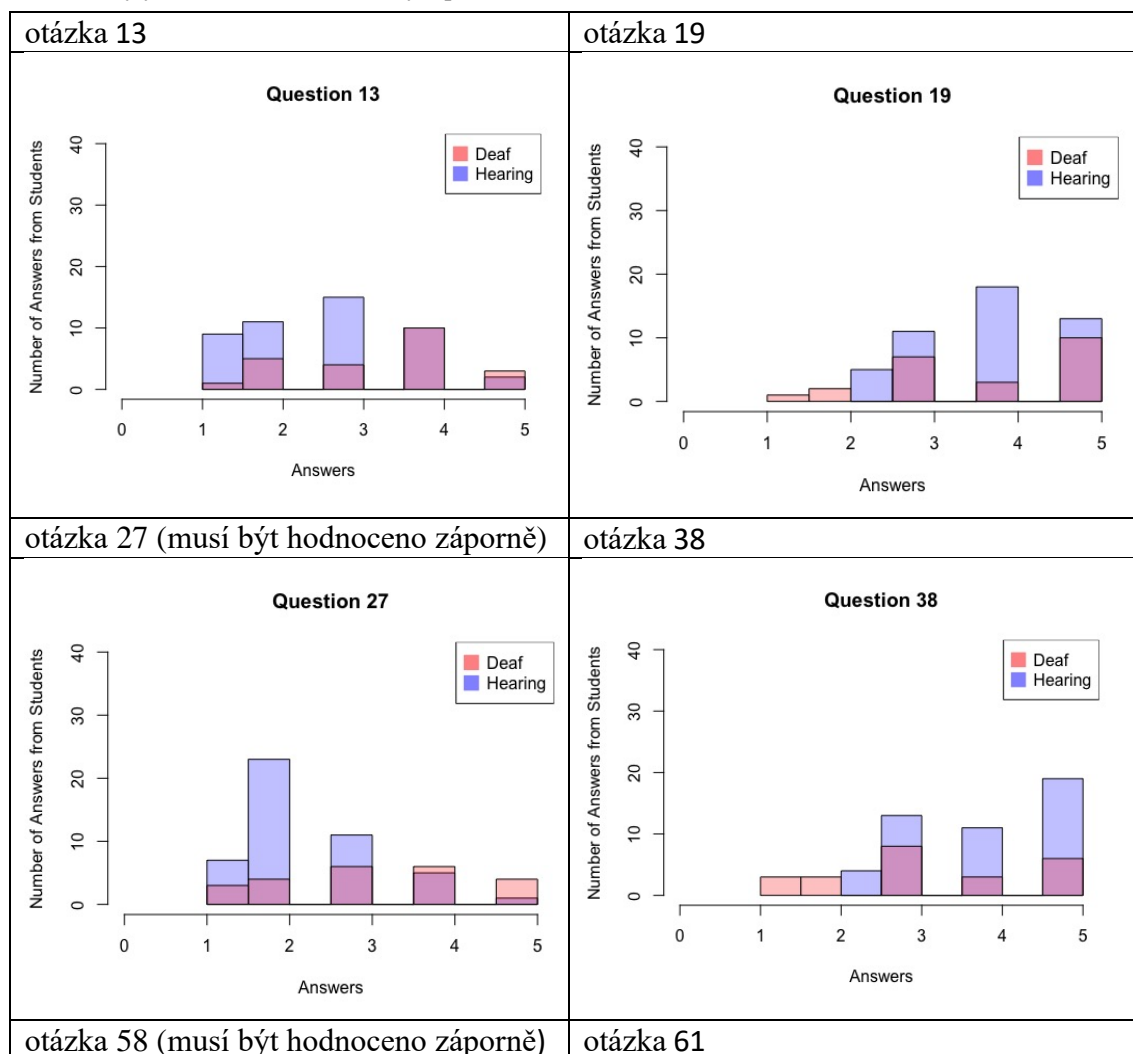 otázka 13
otázka 19
Question 13
Number of Answers from Students
40
30
20
10
0
Deaf
Hearing
0 1 2 3 4 5
Answers
Question 19
Number of Answers from Students
40
30
20
10
0
Deaf
Hearing
0 1 2 3 4 5
Answers
otázka 27 (musí být hodnoceno záporně)
otázka 38
Question 27
Number of Answers from Students
40
30
20
10
0
Deaf
Hearing
0 1 2 3 4 5
Answers
Question 38
Number of Answers from Students
40
30
20
10
0
Deaf
Hearing
0 1 2 3 4 5
Answers
otázka 58 (musí být hodnoceno záporně)
otázka 61